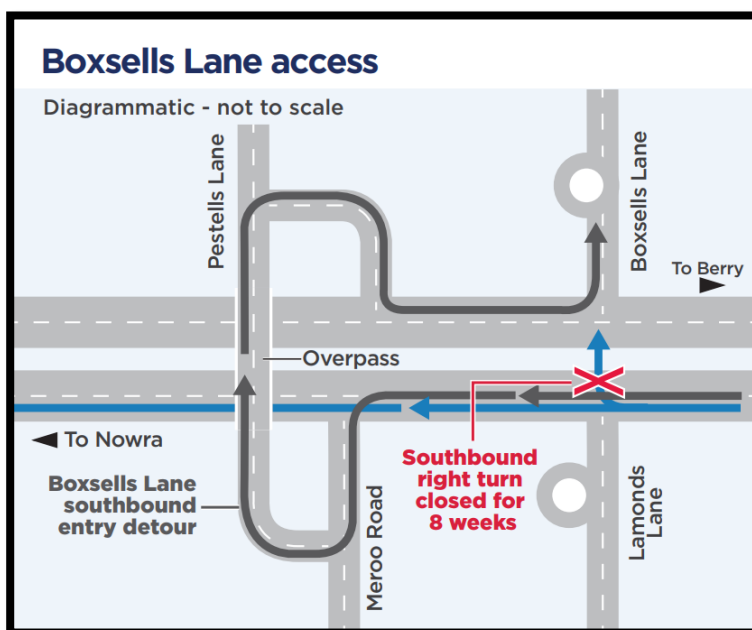 Boxsells Lane access
Diagrammatic - not to scale
Pestells Lane
Boxsells Lane
To Berry
Overpass
To Nowra
Boxsells Lane
southbound
entry detour
Meroo Road
Southbound
right turn
closed for
8 weeks
Lamonds
Lane